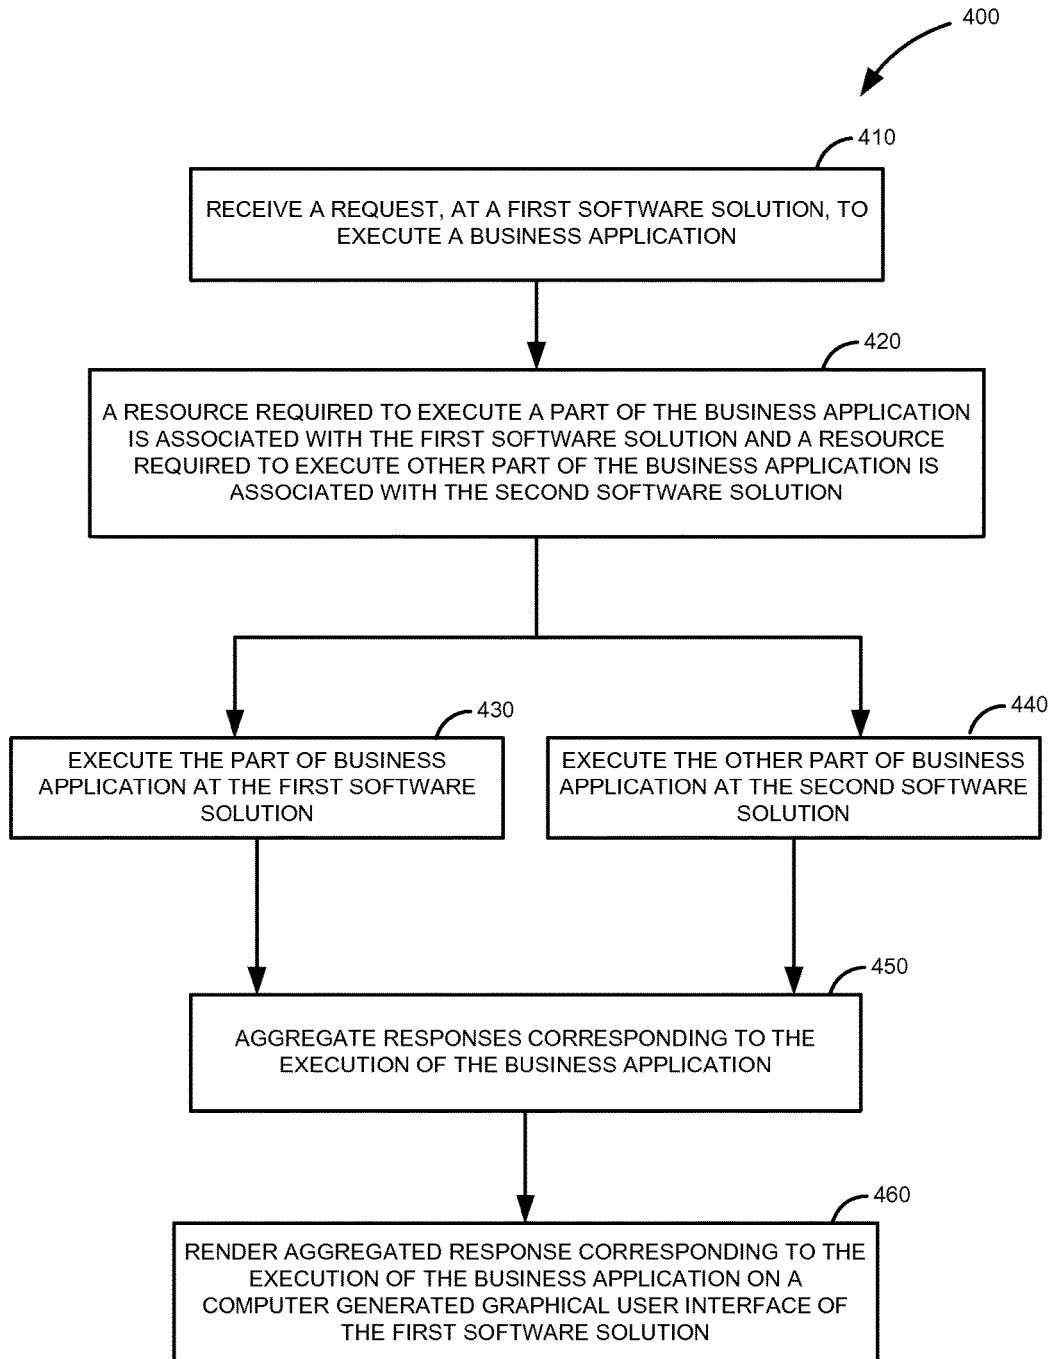 400
410
RECEIVE A REQUEST, AT A FIRST SOFTWARE SOLUTION, TO
EXECUTE A BUSINESS APPLICATION
420
A RESOURCE REQUIRED TO EXECUTE A PART OF THE BUSINESS APPLICATION
IS ASSOCIATED WITH THE FIRST SOFTWARE SOLUTION AND A RESOURCE
REQUIRED TO EXECUTE OTHER PART OF THE BUSINESS APPLICATION IS
ASSOCIATED WITH THE SECOND SOFTWARE SOLUTION
430
EXECUTE THE PART OF BUSINESS
APPLICATION AT THE FIRST SOFTWARE
SOLUTION
440
EXECUTE THE OTHER PART OF BUSINESS
APPLICATION AT THE SECOND SOFTWARE
SOLUTION
450
AGGREGATE RESPONSES CORRESPONDING TO THE
EXECUTION OF THE BUSINESS APPLICATION
460
RENDER AGGREGATED RESPONSE CORRESPONDING TO THE
EXECUTION OF THE BUSINESS APPLICATION ON A
COMPUTER GENERATED GRAPHICAL USER INTERFACE OF
THE FIRST SOFTWARE SOLUTION